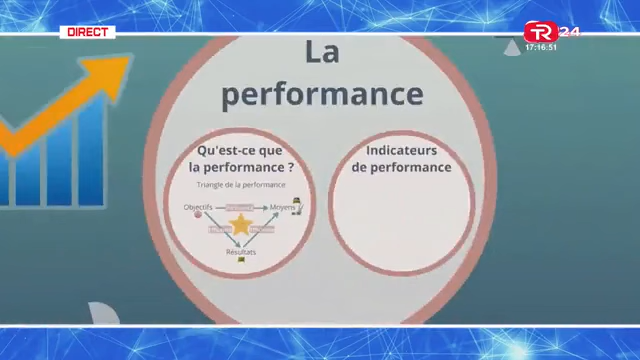 DIRECT
TR 24
17:16:51
La
performance
Qu'est-ce que
la performance ?
Triangle de la performance
Objectifs
Moyens
Résultats
Indicateurs
de performance